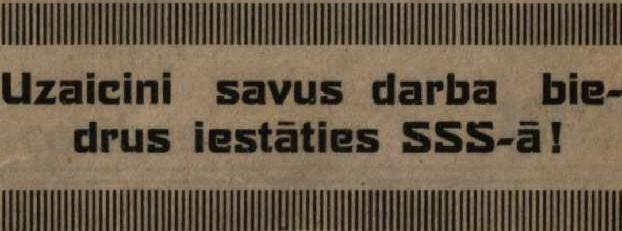 Uzaicini savus darba bie-
drus iestāties SSS-ā!